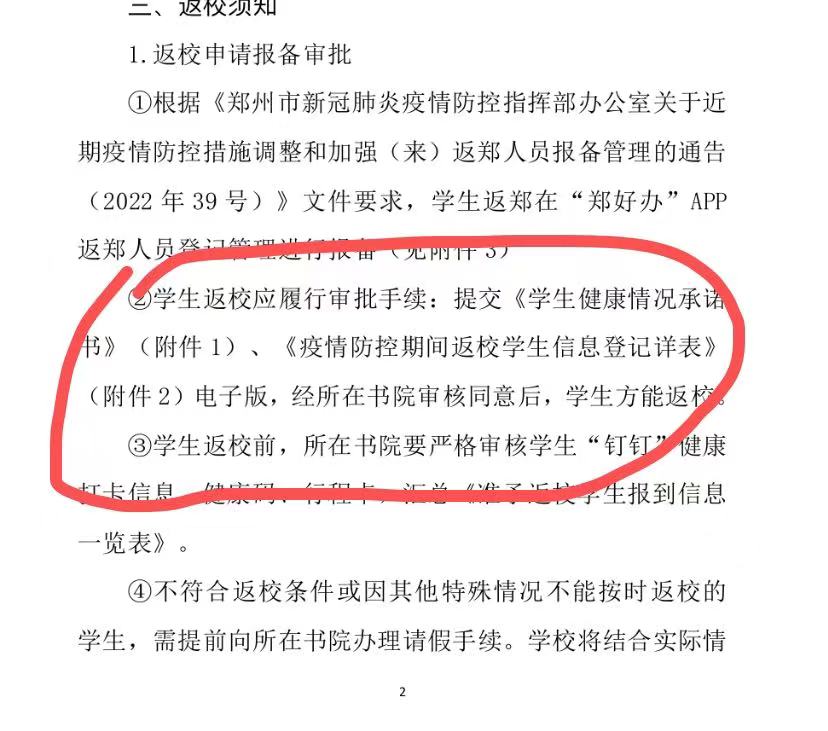 三、返校须知
1.返校申请报备审批
①根据《郑州市新冠肺炎疫情防控指挥部办公室关于近
期疫情防控措施调整和加强（来）返郑人员报备管理的通告
（2022 年 39 号）》文件要求，学生返郑在“郑好办”APP
返郑人员登记管理进行报备（见附件 3）
②学生返校应履行审批手续：提交《学生健康情况承诺
书》（附件 1）、《疫情防控期间返校学生信息登记详表》
（附件 2）电子版，经所在书院审核同意后，学生方能返校。
③学生返校前，所在书院要严格审核学生“钉钉”健康
打卡信息、健康码、行程卡，汇总《准予返校学生报到信息
一览表》。
④不符合返校条件或因其他特殊情况不能按时返校的
学生，需提前向所在书院办理请假手续。学校将结合实际情
2